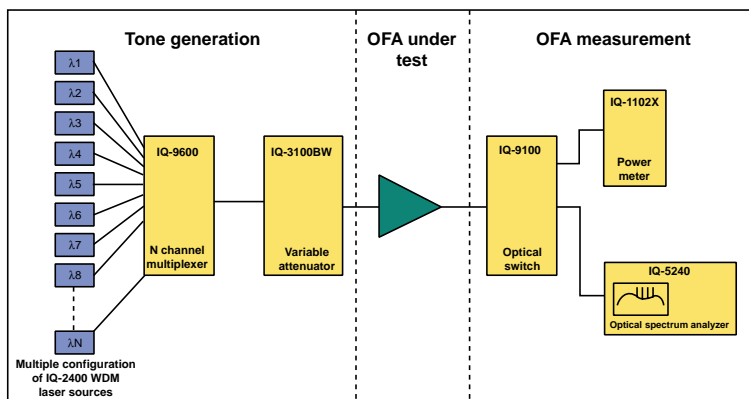 Tone generation
OFA under
test
OFA measurement
λ1
λ2
λ3
λ4
λ5
λ6
λ7
λ8
λN
Multiple configuration
of IQ-2400 WDM
laser sources
IQ-9600
N channel
multiplexer
IQ-3100BW
Variable
attenuator
IQ-9100
Optical
switch
IQ-1102X
Power
meter
IQ-5240
Optical spectrum analyzer